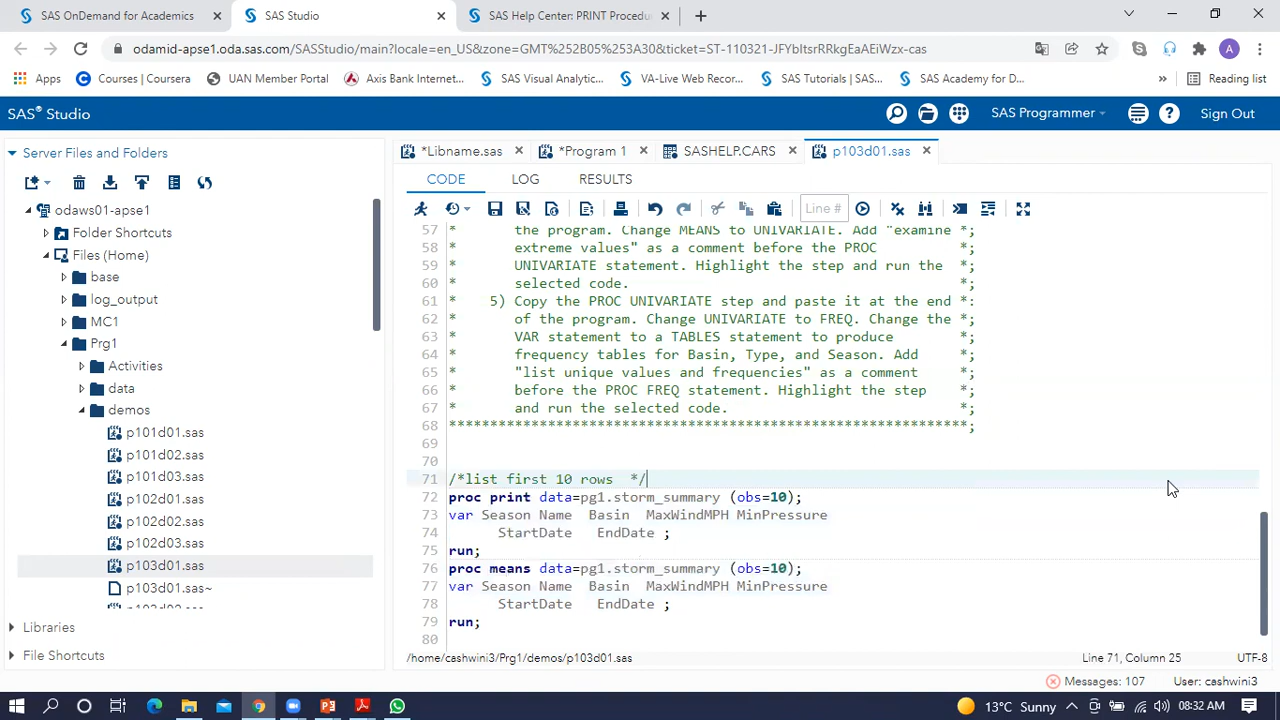 SAS OnDemand for Academics
SAS Studio
SAS Help Center: PRINT Procedu
odamid-apse1.oda.sas.com/SASStudio/main?locale=en_US&zone=GMT%252B05%253A30&ticket=ST-110321-JFYbItsrRRkgEaAEiWzx-cas
A
Apps
Courses | Coursera
UAN Member Portal
Axis Bank Internet...
SAS Visual Analytic...
VA-Live Web Recor...
SAS Tutorials | SAS...
SAS Academy for D...
Reading list
SAS® Studio
SAS Programmer
Sign Out
Server Files and Folders
*Libname.sas
*Program 1
SASHELP.CARS
p103d01.sas
CODE
LOG
RESULTS
Line #
odaws01-apse1
Folder Shortcuts
Files (Home)
base
log_output
MC1
Prg1
Activities
data
demos
p101d01.sas
p101d02.sas
p101d03.sas
p102d01.sas
p102d02.sas
p102d03.sas
p103d01.sas
p103d01.sas~
Libraries
File Shortcuts
57 * the program. Change MEANS to UNIVARIATE. Add "examine *;
58 * extreme values" as a comment before the PROC *;
59 * UNIVARIATE statement. Highlight the step and run the *;
60 * selected code. *;
61 * 5) Copy the PROC UNIVARIATE step and paste it at the end *:
62 * of the program. Change UNIVARIATE to FREQ. Change the *;
63 * VAR statement to a TABLES statement to produce *;
64 * frequency tables for Basin, Type, and Season. Add *;
65 * "list unique values and frequencies" as a comment *;
66 * before the PROC FREQ statement. Highlight the step *;
67 * and run the selected code. *;
68 ***************************************************************;
69
70
71 /*list first 10 rows */
72 proc print data=pg1.storm_summary (obs=10);
73 var Season Name Basin MaxWindMPH MinPressure
74 StartDate EndDate ;
75 run;
76 proc means data=pg1.storm_summary (obs=10);
77 var Season Name Basin MaxWindMPH MinPressure
78 StartDate EndDate ;
79 run;
80
/home/cashwini3/Prg1/demos/p103d01.sas
Line 71, Column 25
UTF-8
Messages: 107
User: cashwini3
13°C Sunny
08:32 AM